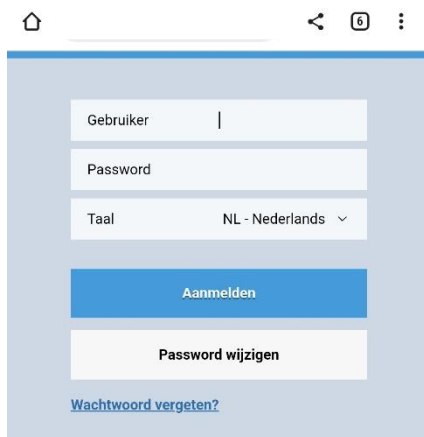 6
Gebruiker
Password
Taal NL - Nederlands
Aanmelden
Password wijzigen
Wachtwoord vergeten?